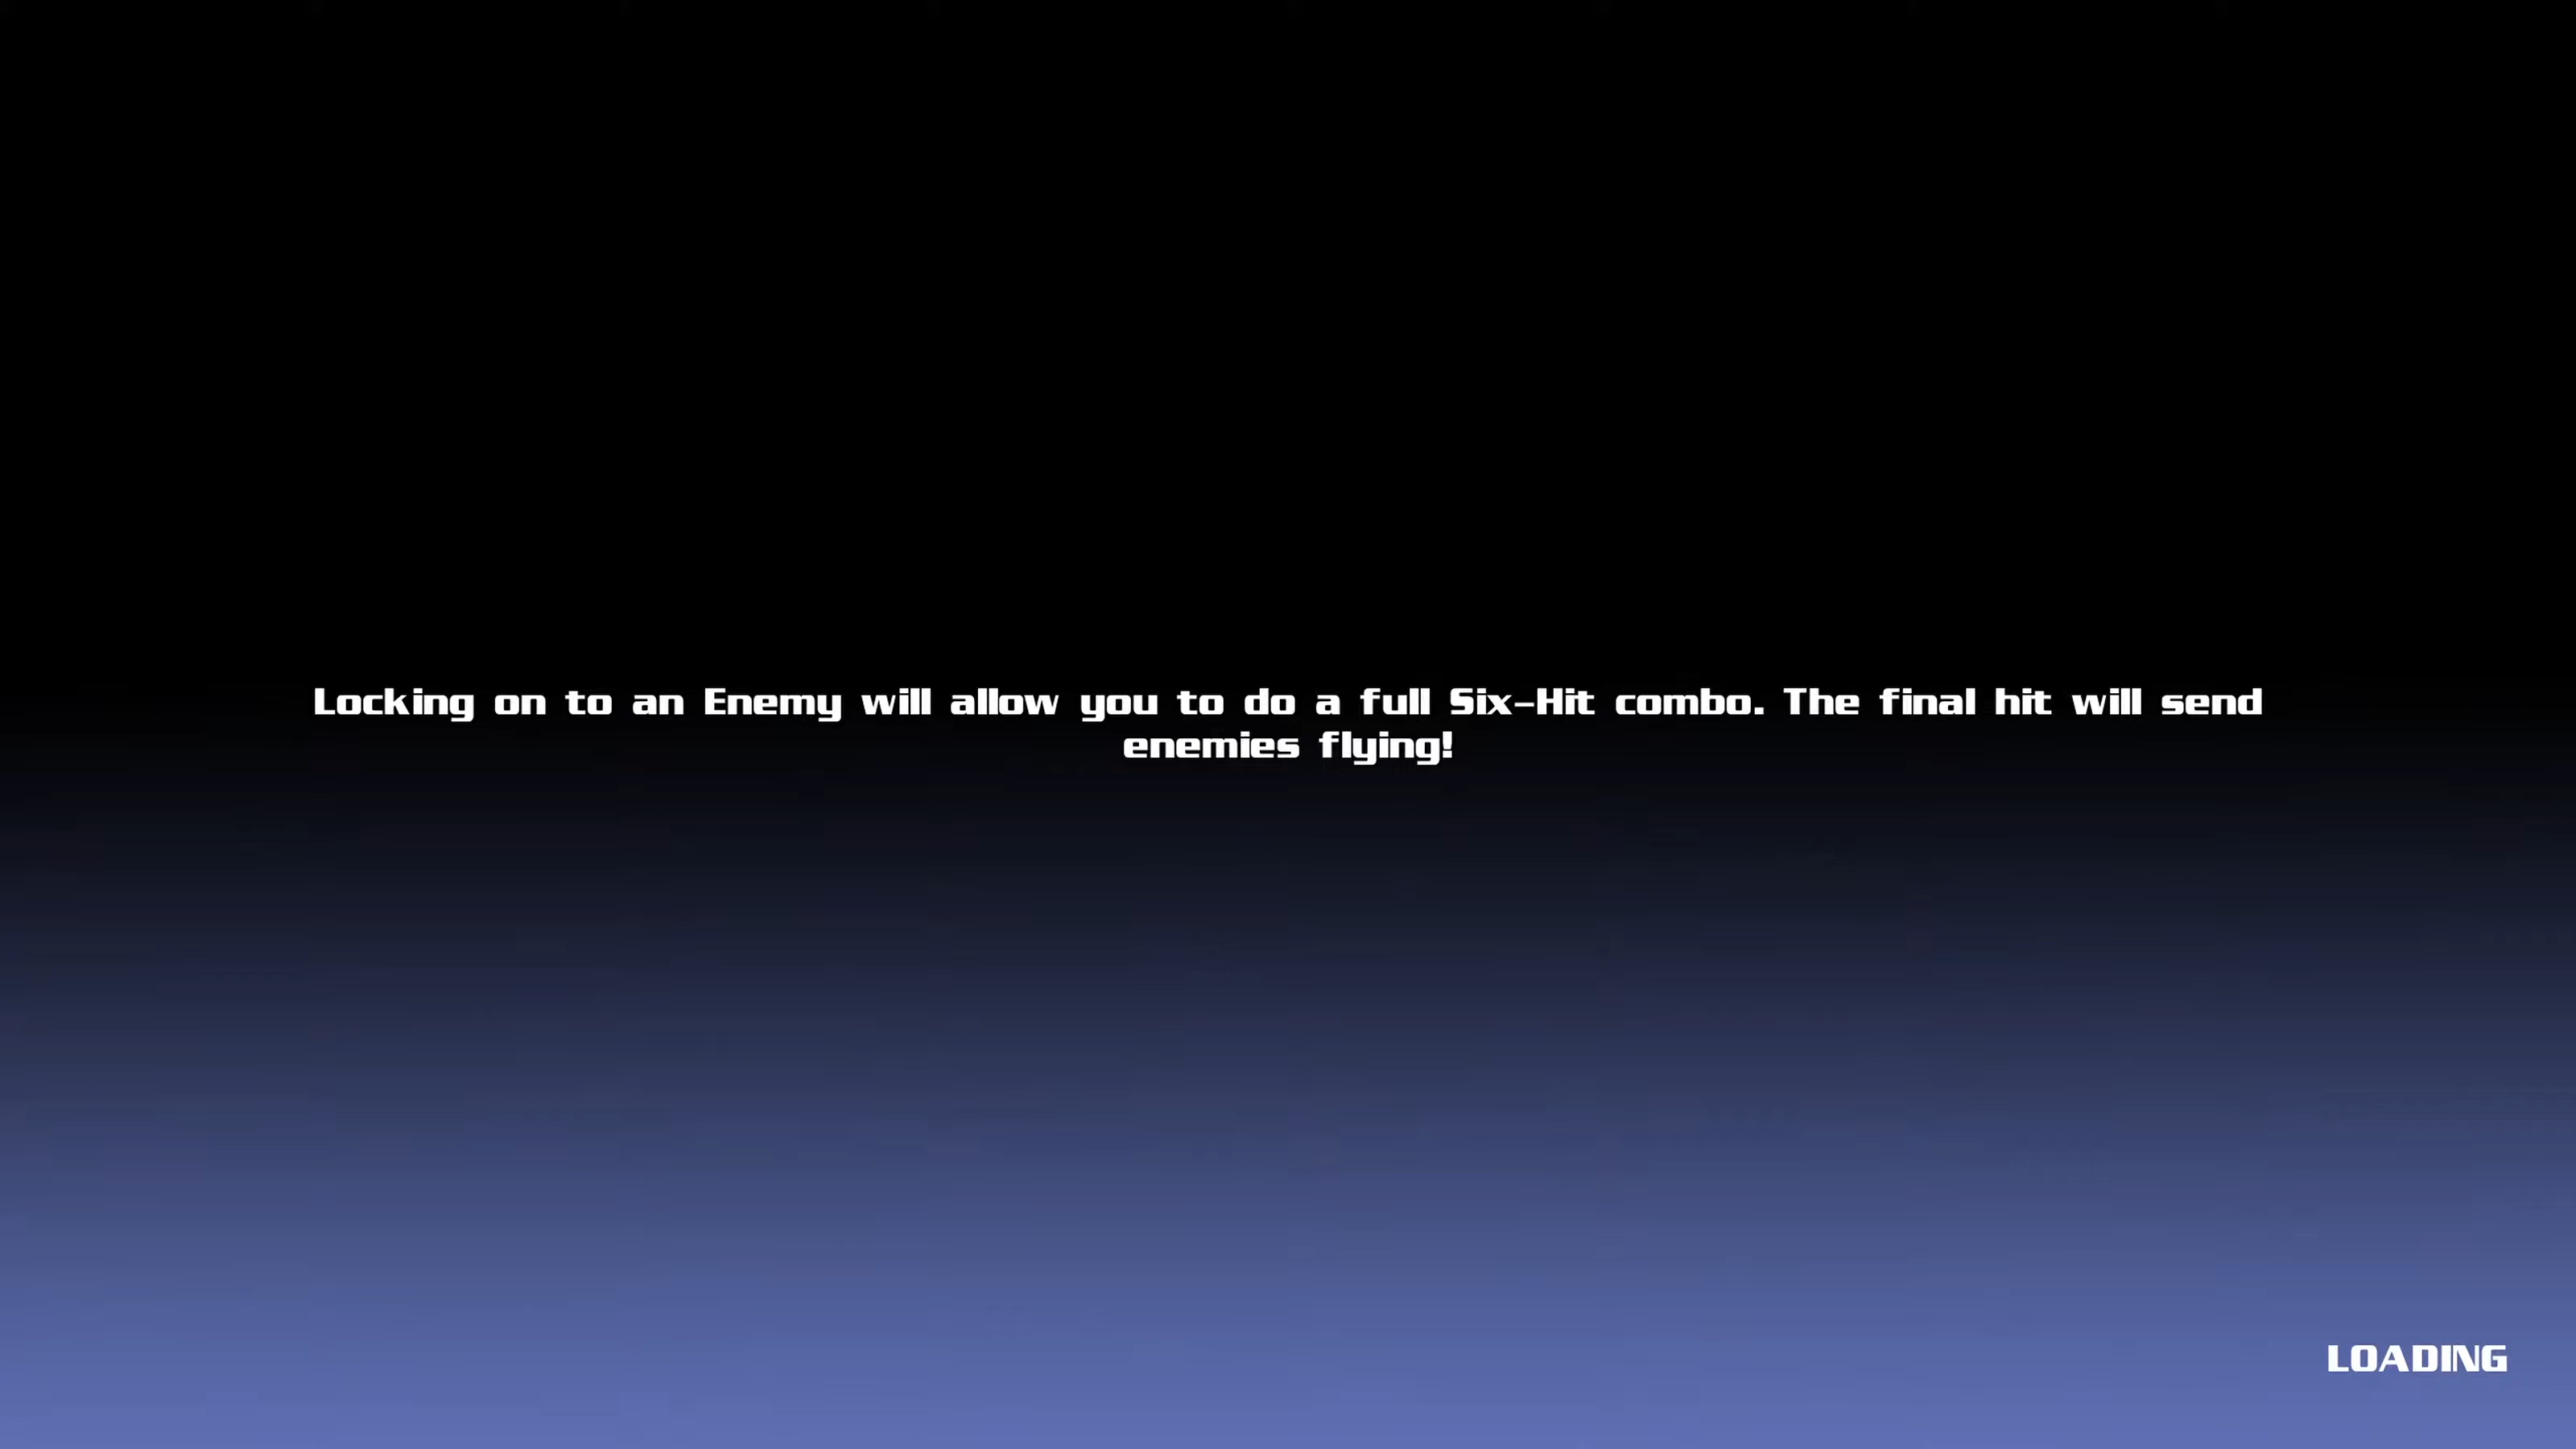 Locking on to an Enemy will allow you to do a full Six-Hit combo. The final hit will send
enemies flying!
LOADING